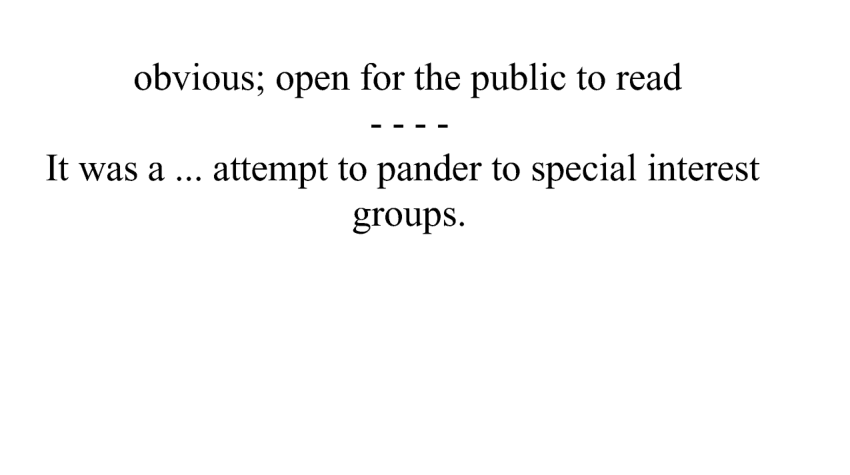 obvious; open for the public to read
- - - -
It was a ... attempt to pander to special interest
groups.